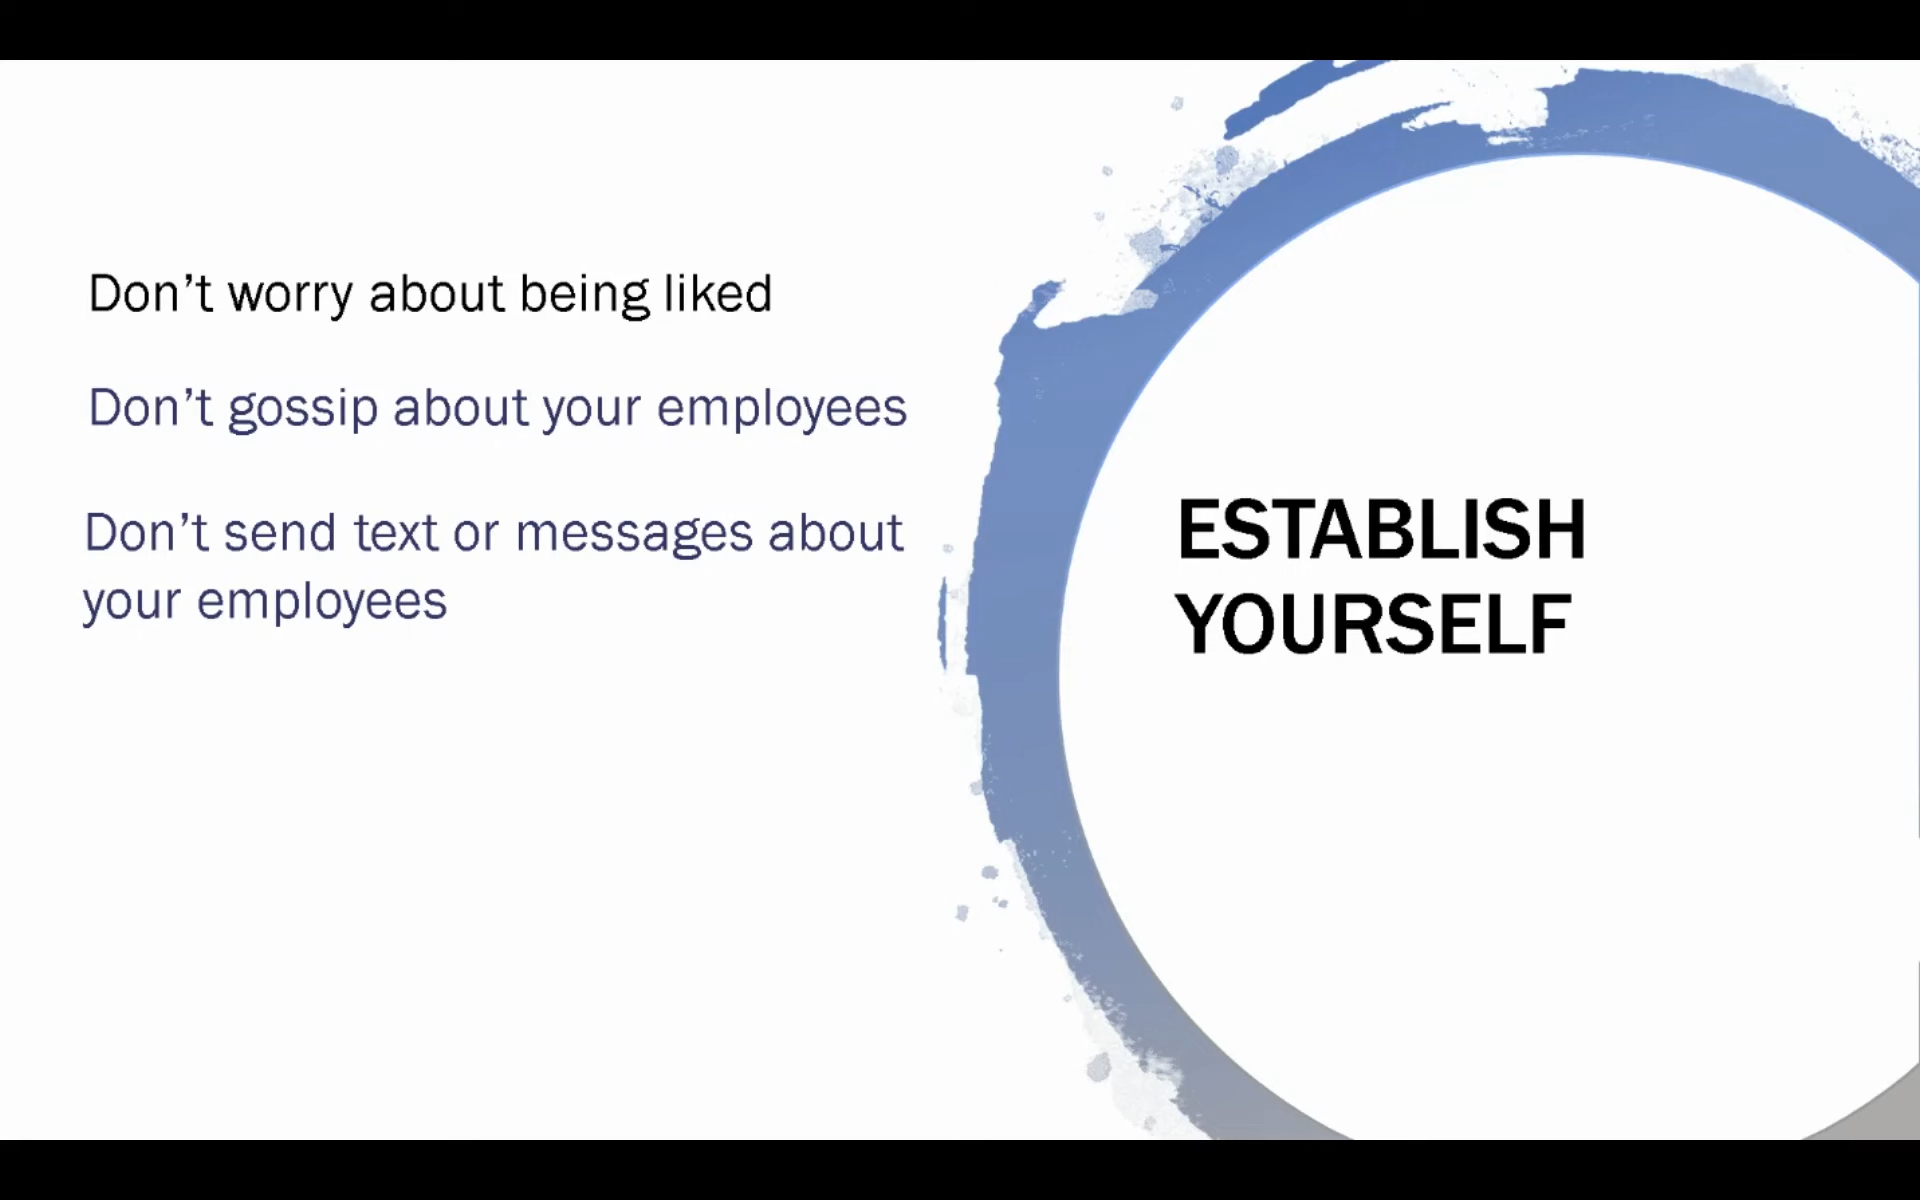 Don't worry about being liked
Don't gossip about your employees
Don't send text or messages about
your employees
ESTABLISH
YOURSELF